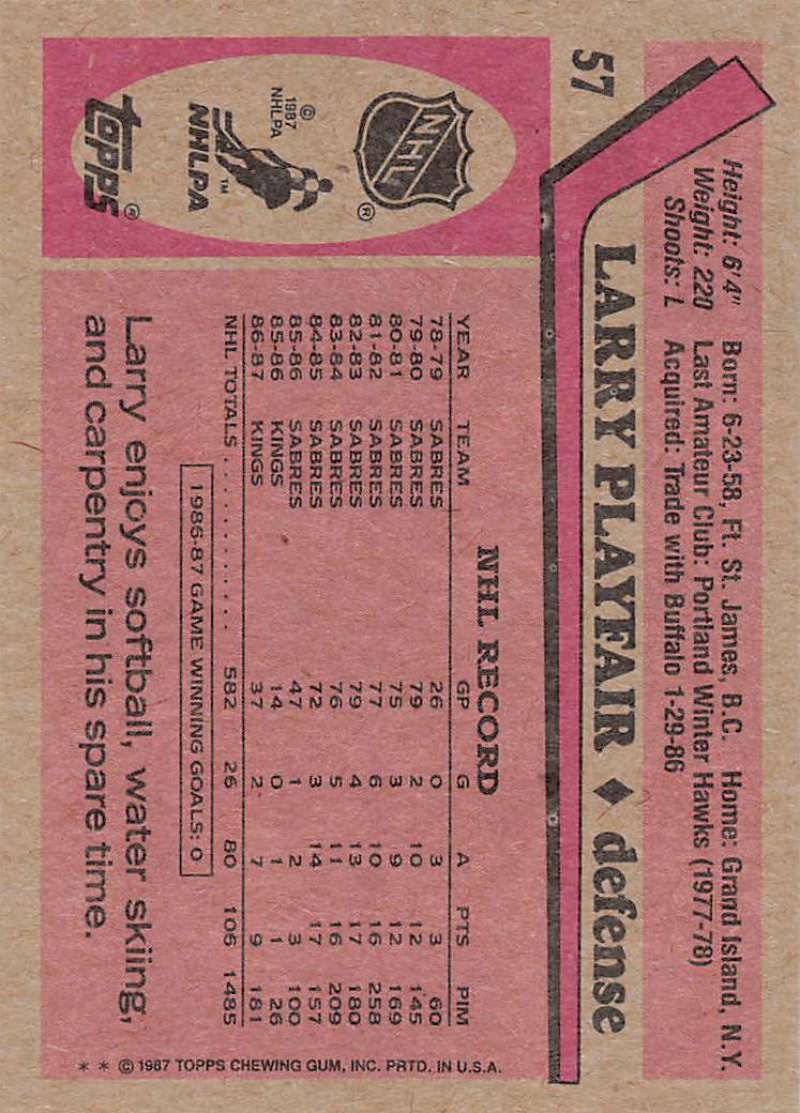 57
Height: 6'4" Born: 6-23-58, Ft. St. James, B.C. Home: Grand Island, N.Y.
Weight: 220 Last Amateur Club: Portland Winter Hawks (1977-78)
Shoots: L Acquired: Trade with Buffalo 1-29-86
LARRY PLAYFAIR ♦ defense
NHL
®
© 1987
NHLPA
NHLPA
TM
TOPPS
®
NHL RECORD
YEAR TEAM GP G A PTS PIM
78-79 SABRES 26 0 3 3 60
79-80 SABRES 79 2 10 12 145
80-81 SABRES 75 3 9 12 169
81-82 SABRES 77 6 10 16 258
82-83 SABRES 79 4 13 17 180
83-84 SABRES 76 5 11 16 209
84-85 SABRES 72 3 14 17 157
85-86 SABRES 47 1 2 3 100
85-86 KINGS 14 0 1 1 26
86-87 KINGS 37 2 7 9 181
NHL TOTALS .......... 582 26 80 106 1485
1986-87 GAME WINNING GOALS: 0
Larry enjoys softball, water skiing,
and carpentry in his spare time.
* * © 1987 TOPPS CHEWING GUM, INC. PRTD. IN U.S.A.